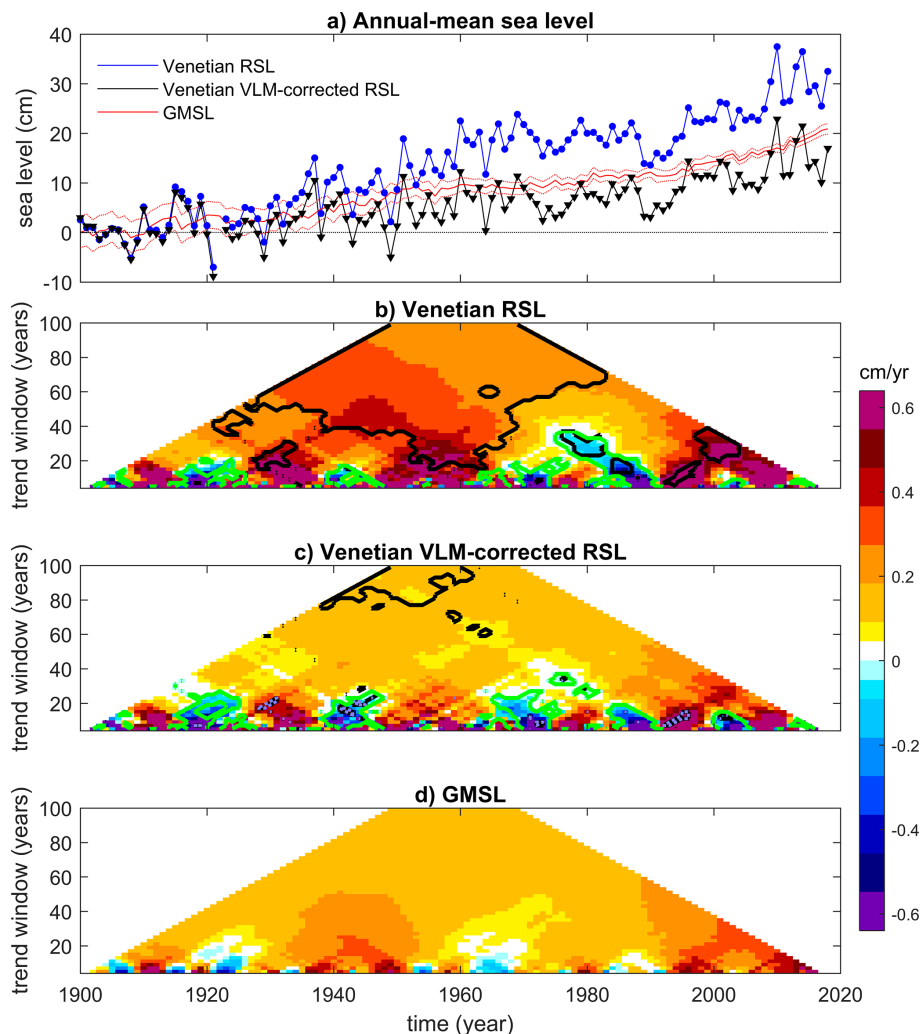 a) Annual-mean sea level
sea level (cm)
40
30
20
10
0
-10
Venetian RSL
Venetian VLM-corrected RSL
GMSL
b) Venetian RSL
trend window (years)
100
80
60
40
20
c) Venetian VLM-corrected RSL
trend window (years)
100
80
60
40
20
d) GMSL
trend window (years)
100
80
60
40
20
1900 1920 1940 1960 1980 2000 2020
time (year)
cm/yr
0.6
0.4
0.2
0
-0.2
-0.4
-0.6